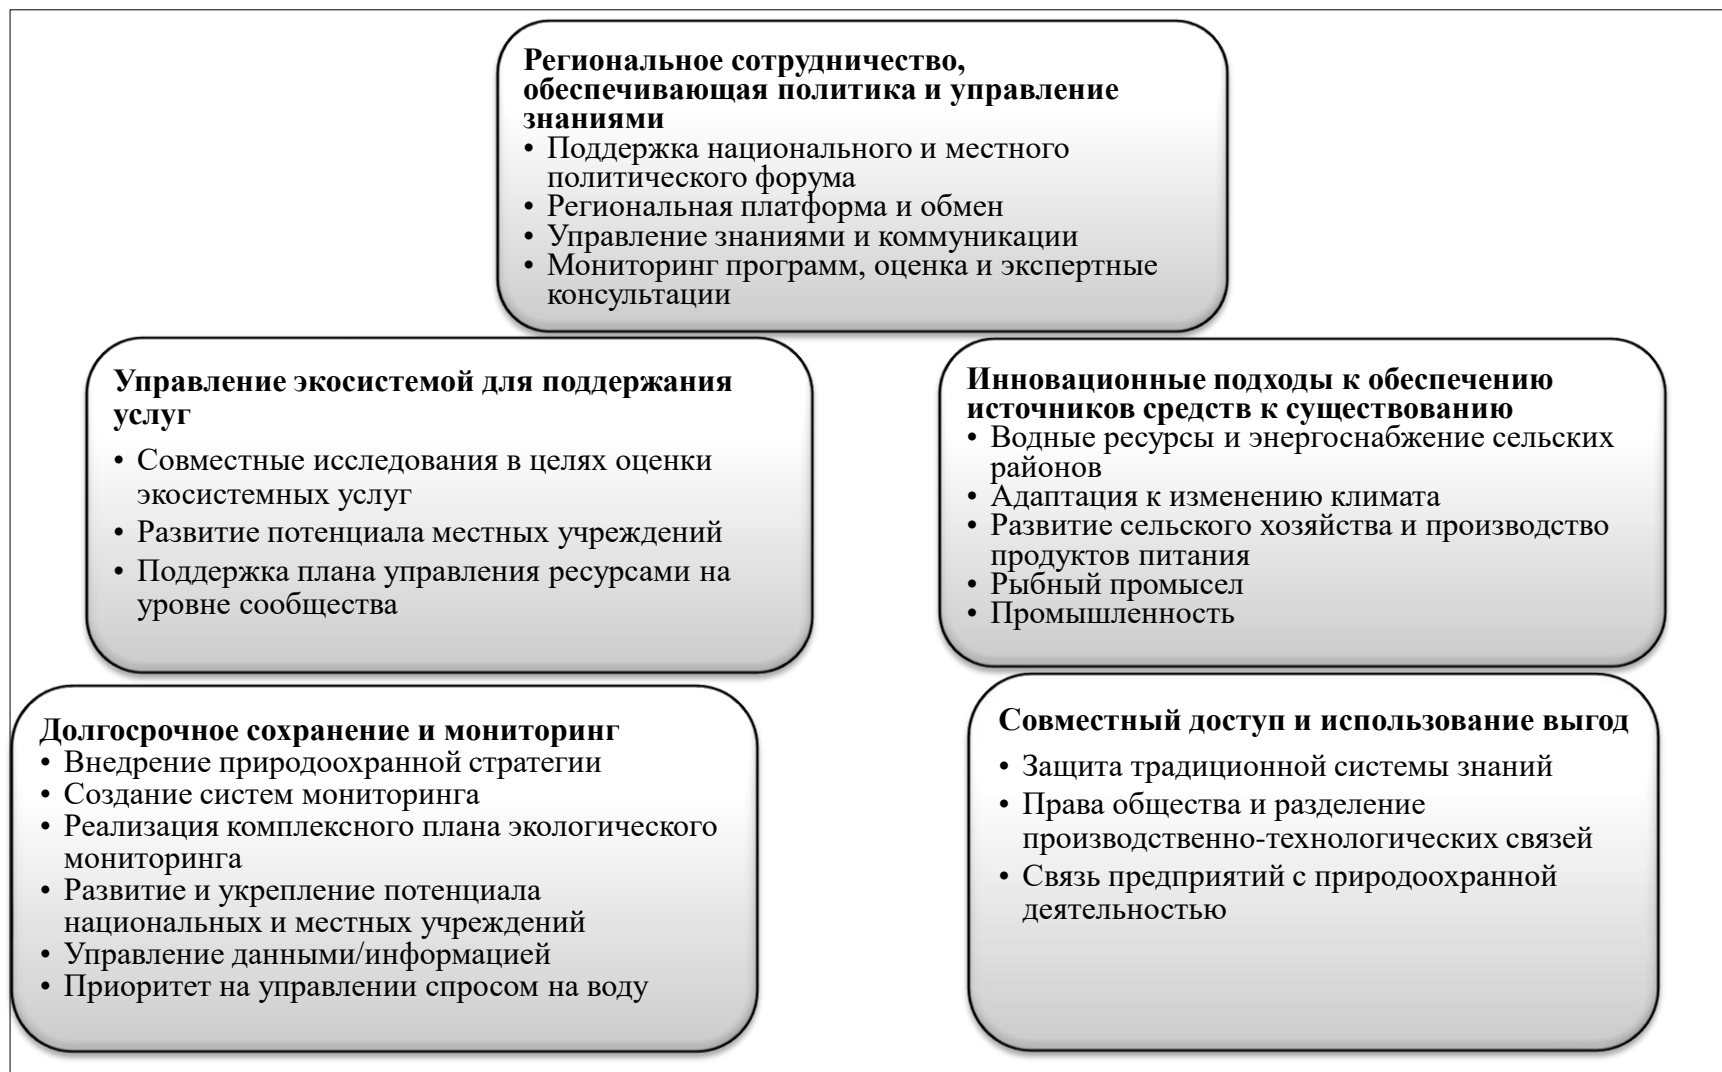 Региональное сотрудничество,
обеспечивающая политика и управление
знаниями
• Поддержка национального и местного
политического форума
• Региональная платформа и обмен
• Управление знаниями и коммуникации
• Мониторинг программ, оценка и экспертные
консультации
Управление экосистемой для поддержания
услуг
• Совместные исследования в целях оценки
экосистемных услуг
• Развитие потенциала местных учреждений
• Поддержка плана управления ресурсами на
уровне сообщества
Инновационные подходы к обеспечению
источников средств к существованию
• Водные ресурсы и энергоснабжение сельских
районов
• Адаптация к изменению климата
• Развитие сельского хозяйства и производство
продуктов питания
• Рыбный промысел
• Промышленность
Долгосрочное сохранение и мониторинг
• Внедрение природоохранной стратегии
• Создание систем мониторинга
• Реализация комплексного плана экологического
мониторинга
• Развитие и укрепление потенциала
национальных и местных учреждений
• Управление данными/информацией
• Приоритет на управлении спросом на воду
Совместный доступ и использование выгод
• Защита традиционной системы знаний
• Права общества и разделение
производственно-технологических связей
• Связь предприятий с природоохранной
деятельностью